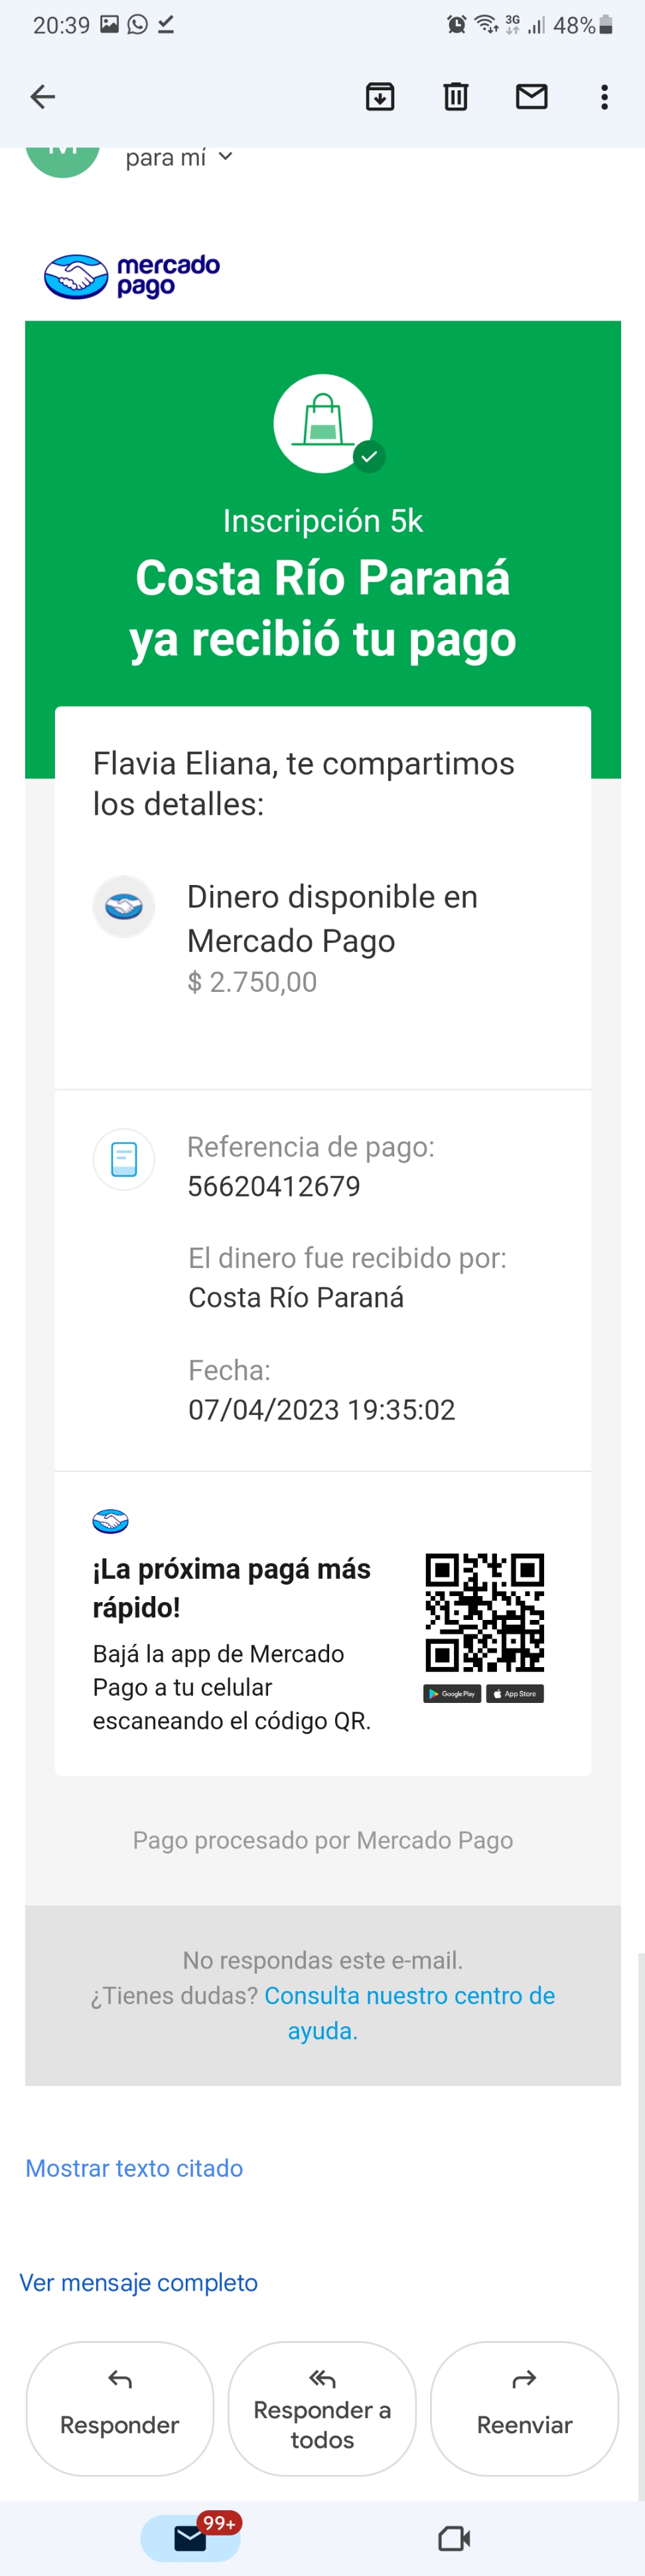 20:39
3G
48%
para mí
mercado
pago
Inscripción 5k
Costa Río Paraná
ya recibió tu pago
Flavia Eliana, te compartimos
los detalles:
Dinero disponible en
Mercado Pago
$ 2.750,00
Referencia de pago:
56620412679
El dinero fue recibido por:
Costa Río Paraná
Fecha:
07/04/2023 19:35:02
¡La próxima pagá más
rápido!
Bajá la app de Mercado
Pago a tu celular
escaneando el código QR.
Google Play
App Store
Pago procesado por Mercado Pago
No respondas este e-mail.
¿Tienes dudas? Consulta nuestro centro de
ayuda.
Mostrar texto citado
Ver mensaje completo
Responder
Responder a
todos
Reenviar
99+